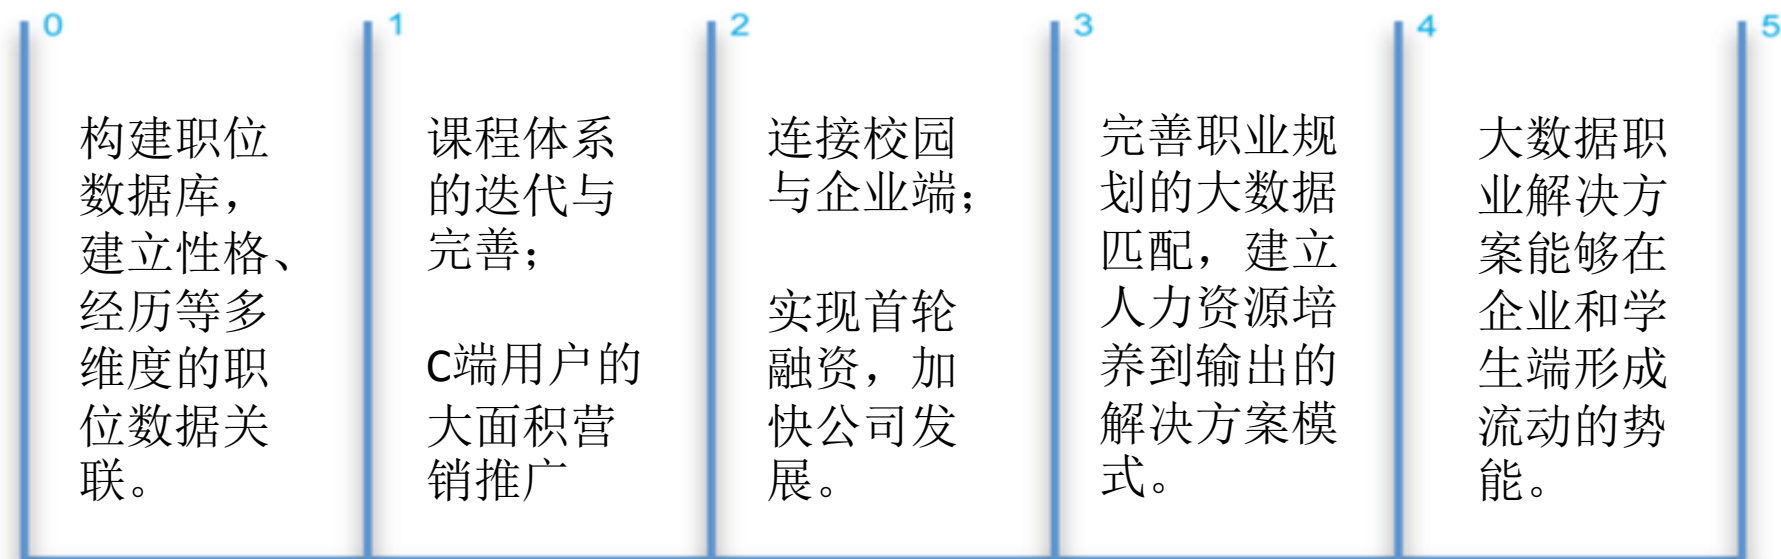 0
1
2
3
4
5
构建职位
数据库，
建立性格、
经历等多
维度的职
位数据关
联。
课程体系
的迭代与
完善；
C端用户的
大面积营
销推广
连接校园
与企业端；
实现首轮
融资，加
快公司发
展。
完善职业规
划的大数据
匹配，建立
人力资源培
养到输出的
解决方案模
式。
大数据职
业解决方
案能够在
企业和学
生端形成
流动的势
能。